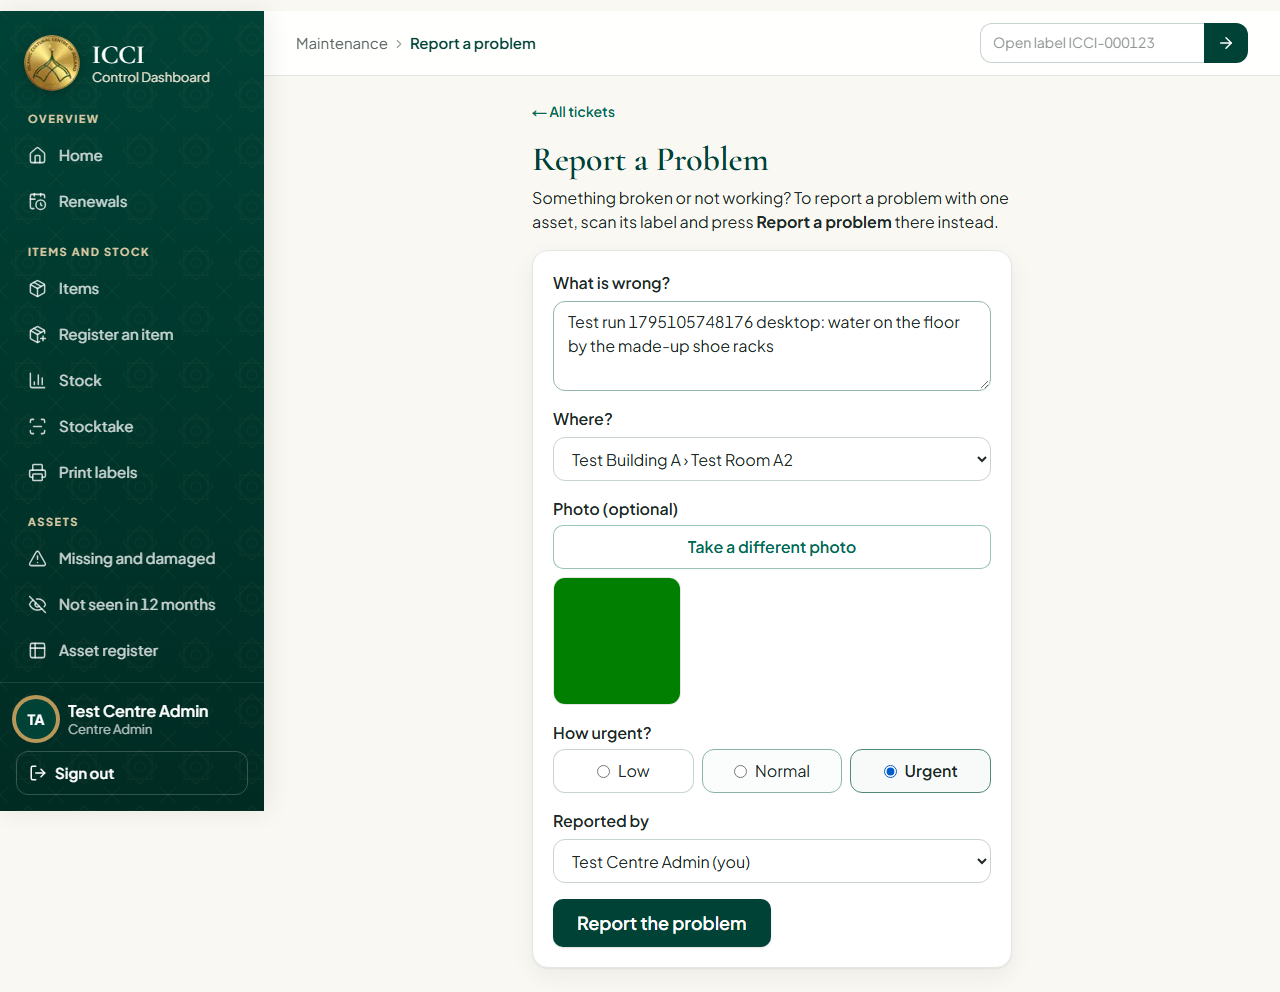 ICCI
Control Dashboard
OVERVIEW
Home
Renewals
ITEMS AND STOCK
Items
Register an item
Stock
Stocktake
Print labels
ASSETS
Missing and damaged
Not seen in 12 months
Asset register
TA
Test Centre Admin
Centre Admin
Sign out
Maintenance › Report a problem
Open label ICCI-000123
← All tickets
Report a Problem
Something broken or not working? To report a problem with one
asset, scan its label and press Report a problem there instead.
What is wrong?
Test run 1795105748176 desktop: water on the floor
by the made-up shoe racks
Where?
Test Building A › Test Room A2
Photo (optional)
Take a different photo
How urgent?
Low
Normal
Urgent
Reported by
Test Centre Admin (you)
Report the problem